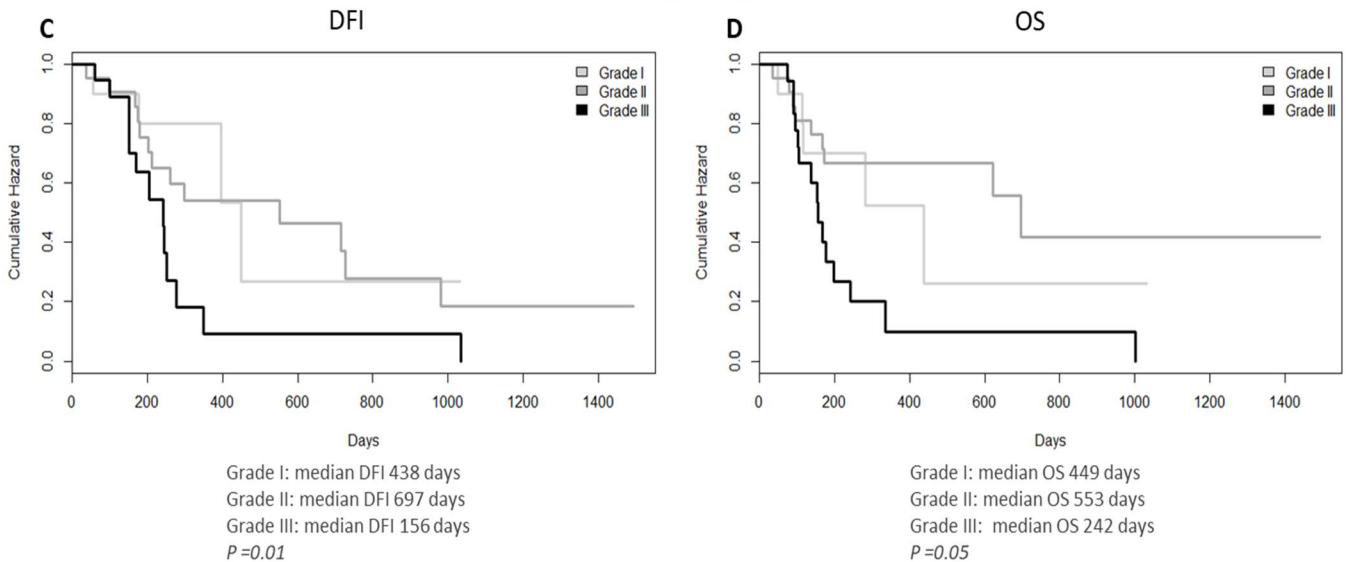 C
DFI
Cumulative Hazard
1.0
0.8
0.6
0.4
0.2
0.0
Grade I
Grade II
Grade III
0 200 400 600 800 1000 1200 1400
Days
Grade I: median DFI 438 days
Grade II: median DFI 697 days
Grade III: median DFI 156 days
P =0.01
D
OS
Cumulative Hazard
1.0
0.8
0.6
0.4
0.2
0.0
Grade I
Grade II
Grade III
0 200 400 600 800 1000 1200 1400
Days
Grade I: median OS 449 days
Grade II: median OS 553 days
Grade III: median OS 242 days
P =0.05